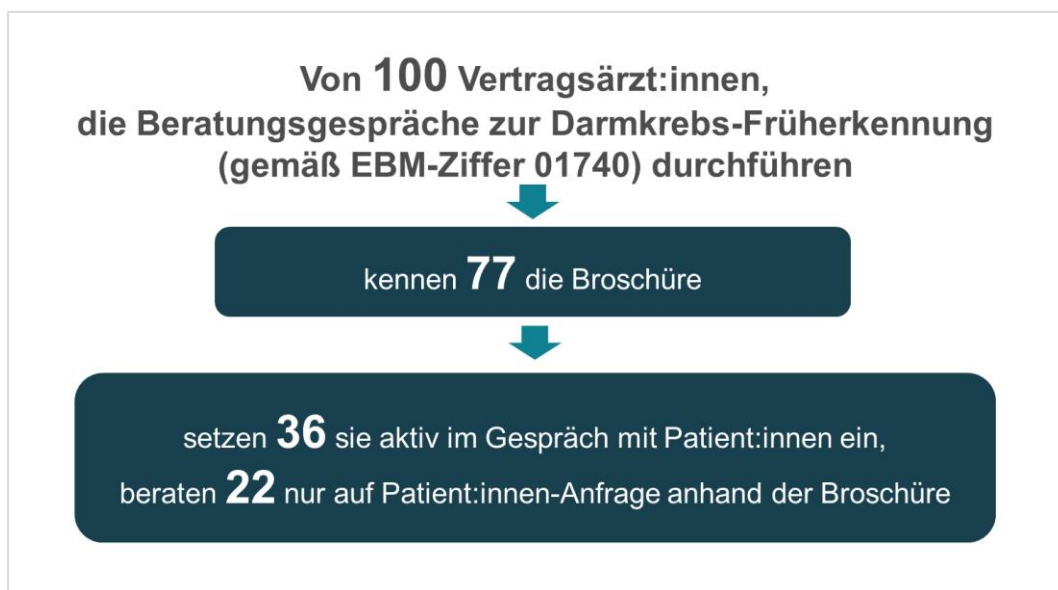 Von 100 Vertragsärzt:innen,
die Beratungsgespräche zur Darmkrebs-Früherkennung
(gemäß EBM-Ziffer 01740) durchführen
kennen 77 die Broschüre
setzen 36 sie aktiv im Gespräch mit Patient:innen ein,
beraten 22 nur auf Patient:innen-Anfrage anhand der Broschüre